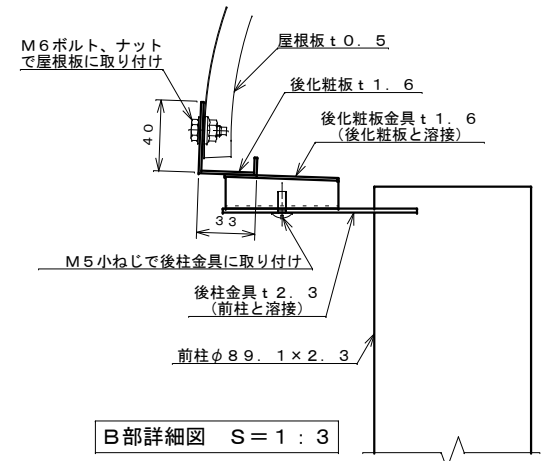 M6ボルト、ナット
で屋根板に取り付け
屋根板t0.5
後化粧板t1.6
後化粧板金具t1.6
(後化粧板と溶接)
40
33
M5小ねじで後柱金具に取り付け
後柱金具t2.3
(前柱と溶接)
前柱φ89.1×2.3
B部詳細図 S=1:3